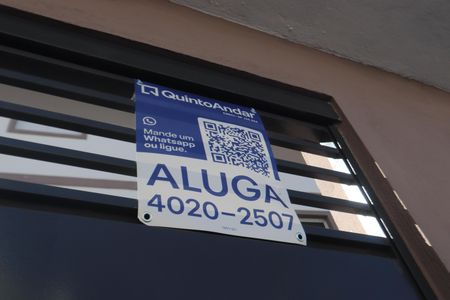 QuintoAndar
Mande um
Whatsapp
ou ligue.
ALUGA
4020-2507